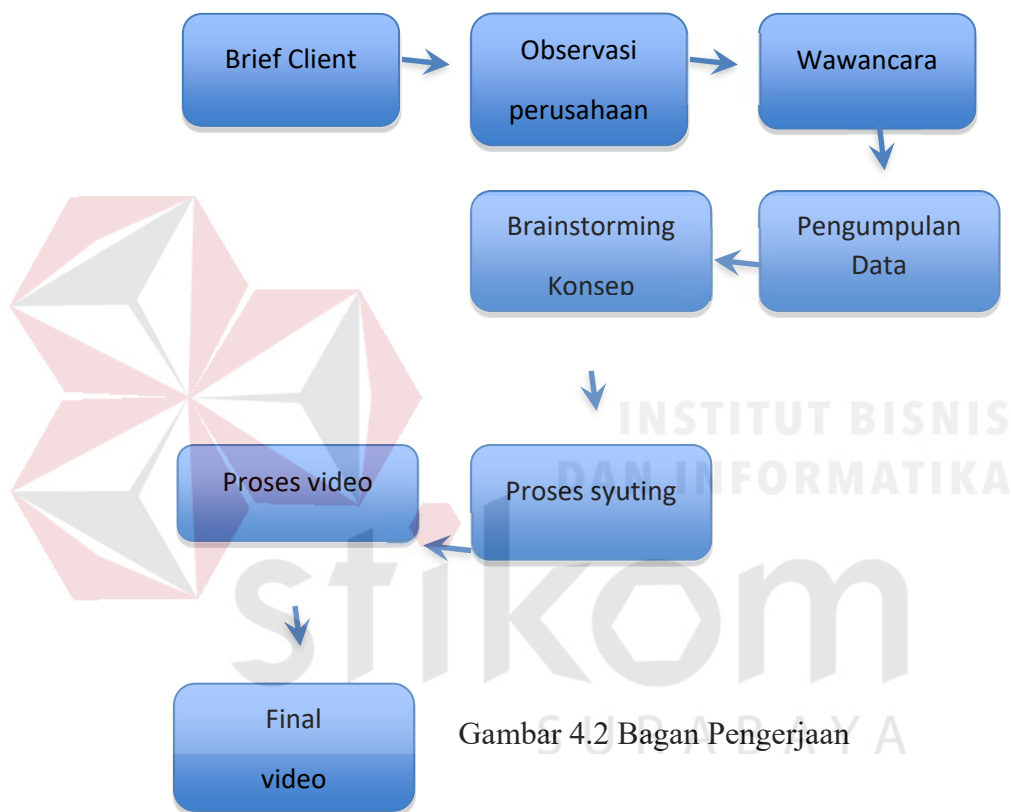 Brief Client
Observasi
perusahaan
Wawancara
Brainstorming
Konsep
Pengumpulan
Data
INSTITUT BISNIS
DAN INFORMATIKA
Proses video
Proses syuting
stikom
SURABAYA
Final
video
Gambar 4.2 Bagan Pengerjaan